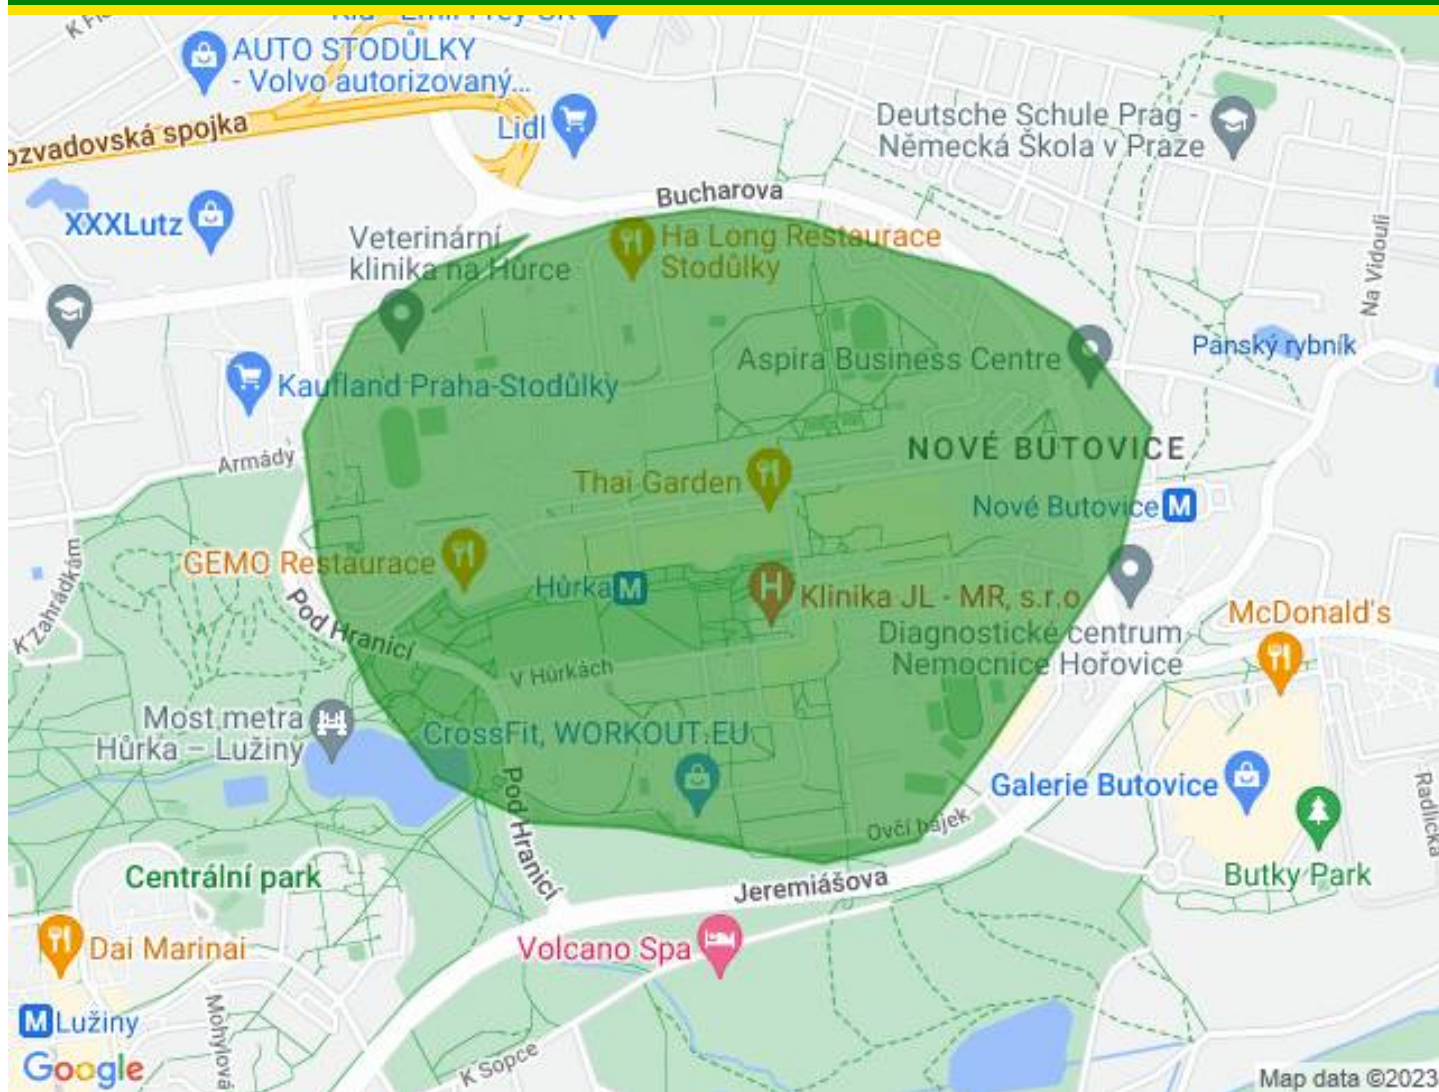 AUTO STODŮLKY
- Volvo autorizovaný...
Lidl
ozvadovská spojka
Deutsche Schule Prag -
Německá Škola v Praze
Bucharova
XXXLutz
Veterinární
klinika na Hůrce
Ha Long Restaurace
Stodůlky
Na Vidouli
Panský rybník
Aspira Business Centre
Kaufland Praha-Stodůlky
Armády
NOVÉ BUTOVICE
Thai Garden
Nové Butovice M
GEMO Restaurace
Hůrka M
Klinika JL - MR, s.r.o
K Zahrádkám
Pod Hranicí
McDonald's
Diagnostické centrum
Nemocnice Hořovice
V Hůrkách
Most metra
Hůrka – Lužiny
CrossFit, WORKOUT.EU
Pod Hranicí
Galerie Butovice
Radlická
Ovčí hájek
Centrální park
Jeremiášova
Butky Park
Dai Marinai
Volcano Spa
M Lužiny
Mohylová
K Sopce
Google
Map data ©2023